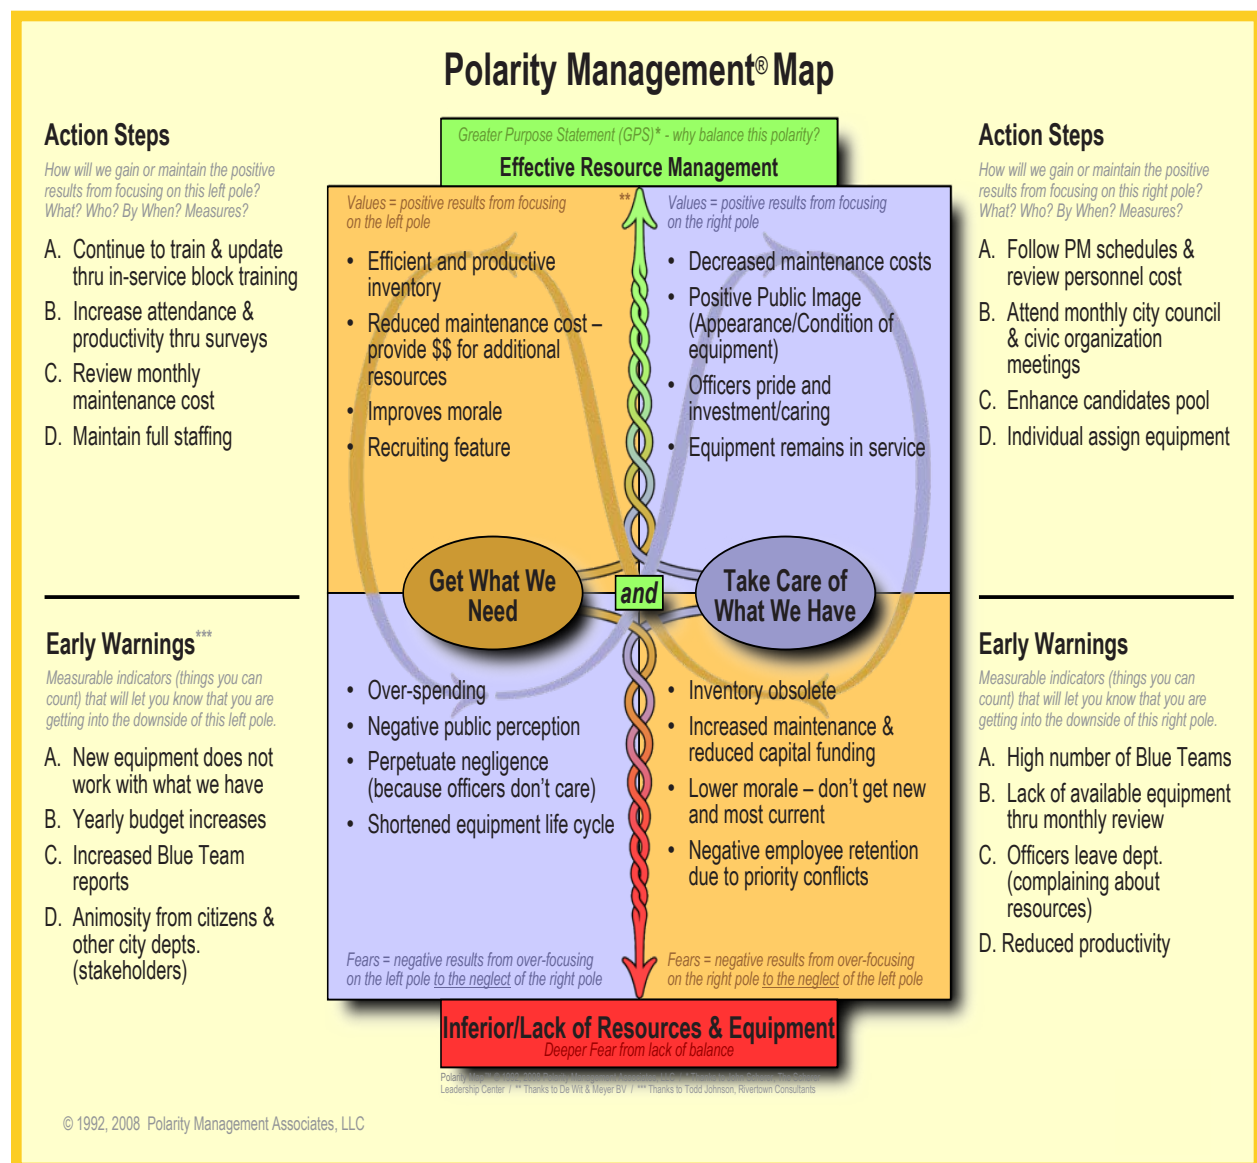 Polarity Management® Map
Action Steps
How will we gain or maintain the positive
results from focusing on this left pole?
What? Who? By When? Measures?
A. Continue to train & update
thru in-service block training
B. Increase attendance &
productivity thru surveys
C. Review monthly
maintenance cost
D. Maintain full staffing
Early Warnings***
Measurable indicators (things you can
count) that will let you know that you are
getting into the downside of this left pole.
A. New equipment does not
work with what we have
B. Yearly budget increases
C. Increased Blue Team
reports
D. Animosity from citizens &
other city depts.
(stakeholders)
Greater Purpose Statement (GPS)* - why balance this polarity?
Effective Resource Management
Values = positive results from focusing
on the left pole
**
• Efficient and productive
inventory
• Reduced maintenance cost –
provide $$ for additional
resources
• Improves morale
• Recruiting feature
Values = positive results from focusing
on the right pole
• Decreased maintenance costs
• Positive Public Image
(Appearance/Condition of
equipment)
• Officers pride and
investment/caring
• Equipment remains in service
Get What We
Need
and
Take Care of
What We Have
• Over-spending
• Negative public perception
• Perpetuate negligence
(because officers don't care)
• Shortened equipment life cycle
Fears = negative results from over-focusing
on the left pole to the neglect of the right pole
• Inventory obsolete
• Increased maintenance &
reduced capital funding
• Lower morale – don't get new
and most current
• Negative employee retention
due to priority conflicts
Fears = negative results from over-focusing
on the right pole to the neglect of the left pole
Inferior/Lack of Resources & Equipment
Deeper Fear from lack of balance
Polarity
Leadership Center / ** Thanks to De Wit & Meyer BV / *** Thanks to Todd Johnson, Rivertown Consultants
Action Steps
How will we gain or maintain the positive
results from focusing on this right pole?
What? Who? By When? Measures?
A. Follow PM schedules &
review personnel cost
B. Attend monthly city council
& civic organization
meetings
C. Enhance candidates pool
D. Individual assign equipment
Early Warnings
Measurable indicators (things you can
count) that will let you know that you are
getting into the downside of this right pole.
A. High number of Blue Teams
B. Lack of available equipment
thru monthly review
C. Officers leave dept.
(complaining about
resources)
D. Reduced productivity
© 1992, 2008 Polarity Management Associates, LLC